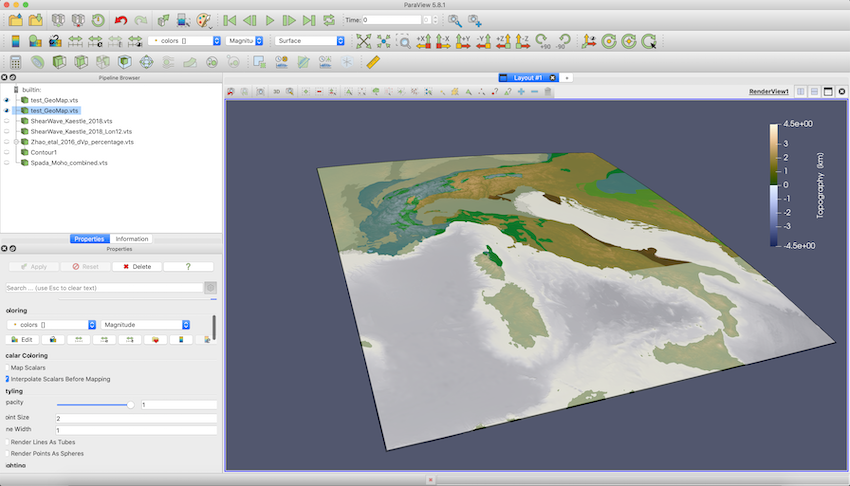 ParaView 5.8.1
Time: 0 0
colors [] Magnitu Surface
+X -X +Y -Y +Z -Z +90 -90
Pipeline Browser
Layout #1
builtin:
test_GeoMap.vts
test_GeoMap.vts
ShearWave_Kaestle_2018.vts
ShearWave_Kaestle_2018_Lon12.vts
Zhao_etal_2016_dVp_percentage.vts
Contour1
Spada_Moho_combined.vts
3D
RenderView1
4.5e+00
3
2
1
0
-1
-2
-3
-4.5e+00
Topography (km)
Properties Information
Properties
Apply Reset Delete ?
Search ... (use Esc to clear text)
oloring
colors [] Magnitude
Edit
calar Coloring
Map Scalars
Interpolate Scalars Before Mapping
tyling
pacity 1
oint Size 2
ne Width 1
Render Lines As Tubes
Render Points As Spheres
ighting